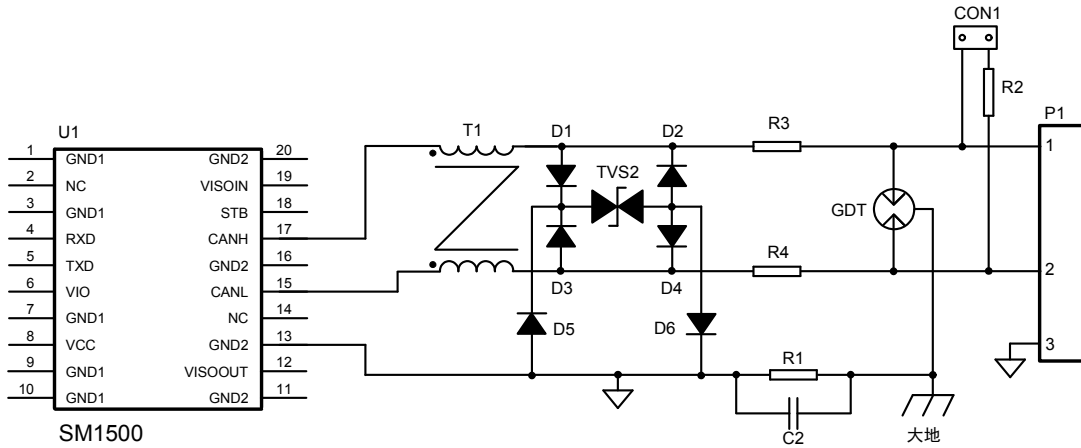 CON1
R2
U1
T1
D1
D2
R3
P1
1 GND1 GND2 20
2 NC VISOIN 19
3 GND1 STB 18
4 RXD CANH 17
5 TXD GND2 16
6 VIO CANL 15
7 GND1 NC 14
8 VCC GND2 13
9 GND1 VISOOUT 12
10 GND1 GND2 11
SM1500
TVS2
D3
D4
D5
D6
R4
GDT
R1
C2
1
2
3
大地